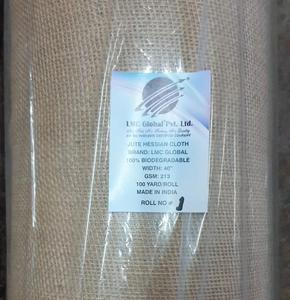 LMC Global Pvt. Ltd.
JUTE HESSIAN CLOTH
BRAND: LMC GLOBAL
100% BIODEGRADABLE
WIDTH: 40"
GSM: 213
100 YARD/ROLL
MADE IN INDIA
ROLL NO # 1